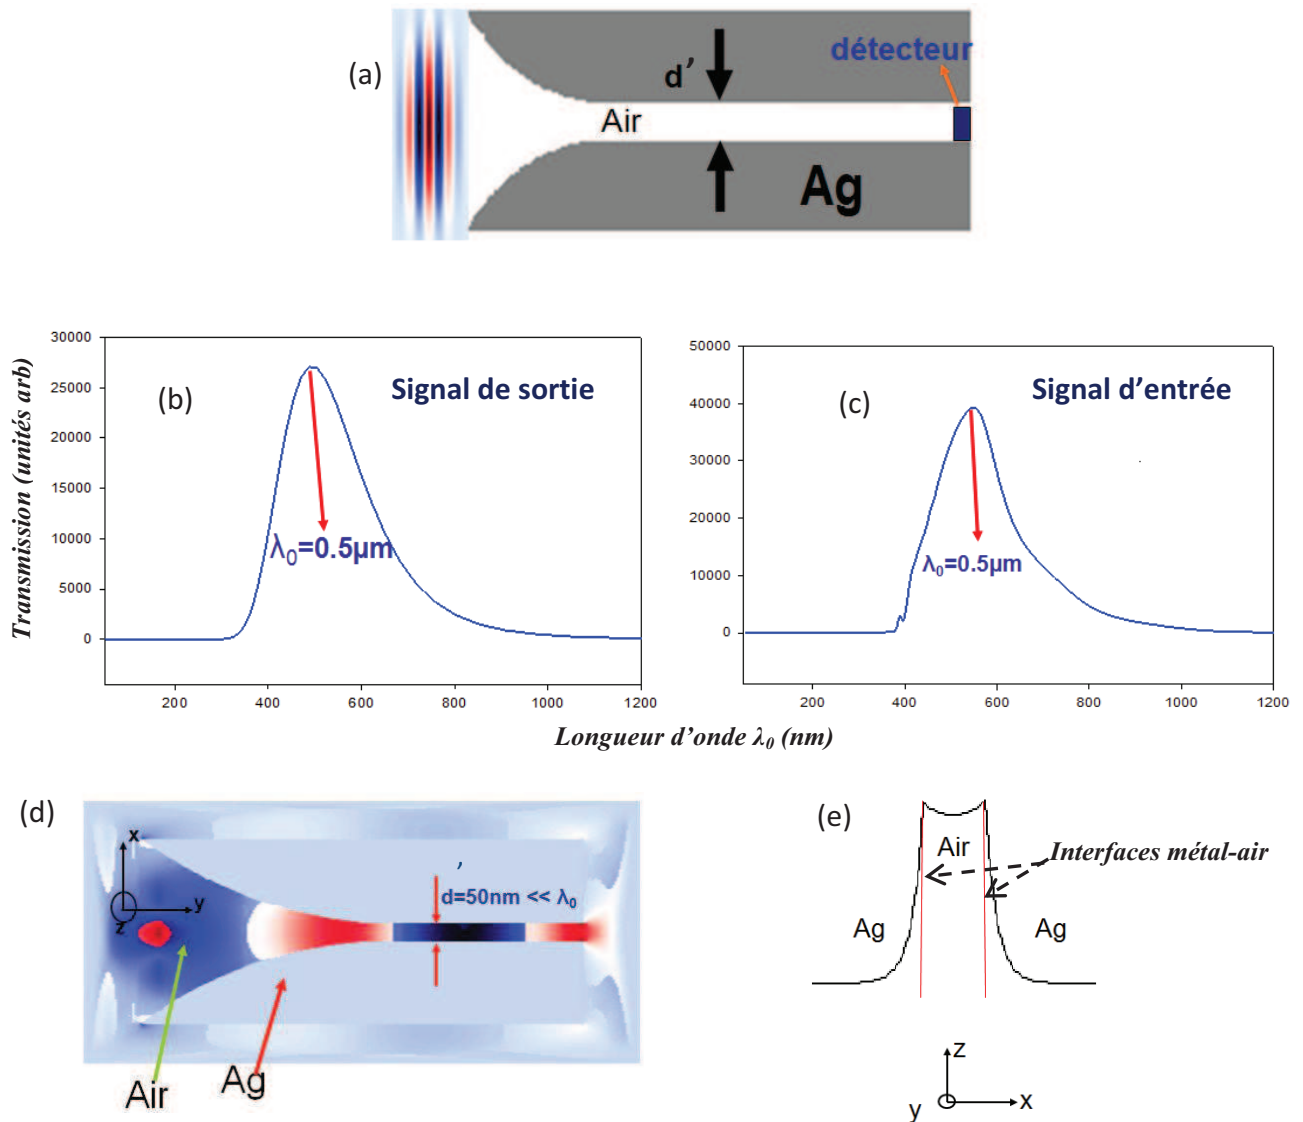 (a)
d’
détecteur
Air
Ag
Transmission (unités arb)
30000
25000
20000
15000
10000
5000
0
(b)
Signal de sortie
λ₀=0.5µm
200
400
600
800
1000
1200
50000
40000
30000
20000
10000
0
(c)
Signal d’entrée
λ₀=0.5µm
200
400
600
800
1000
1200
Longueur d’onde λ₀ (nm)
(d)
x
y
z
’
d=50nm << λ₀
Air
Ag
(e)
Air
Interfaces métal-air
Ag
Ag
z
y
x